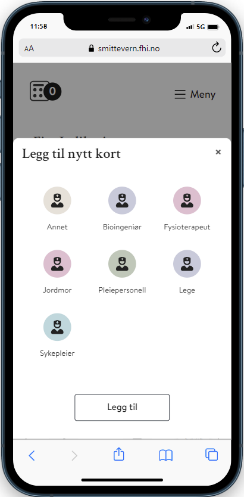 11:58
5G
AA smittevern.fhi.no
0
Meny
Legg til nytt kort ×
Annet Bioingeniør Fysioterapeut
Jordmor Pleiepersonell Lege
Sykepleier
Legg til